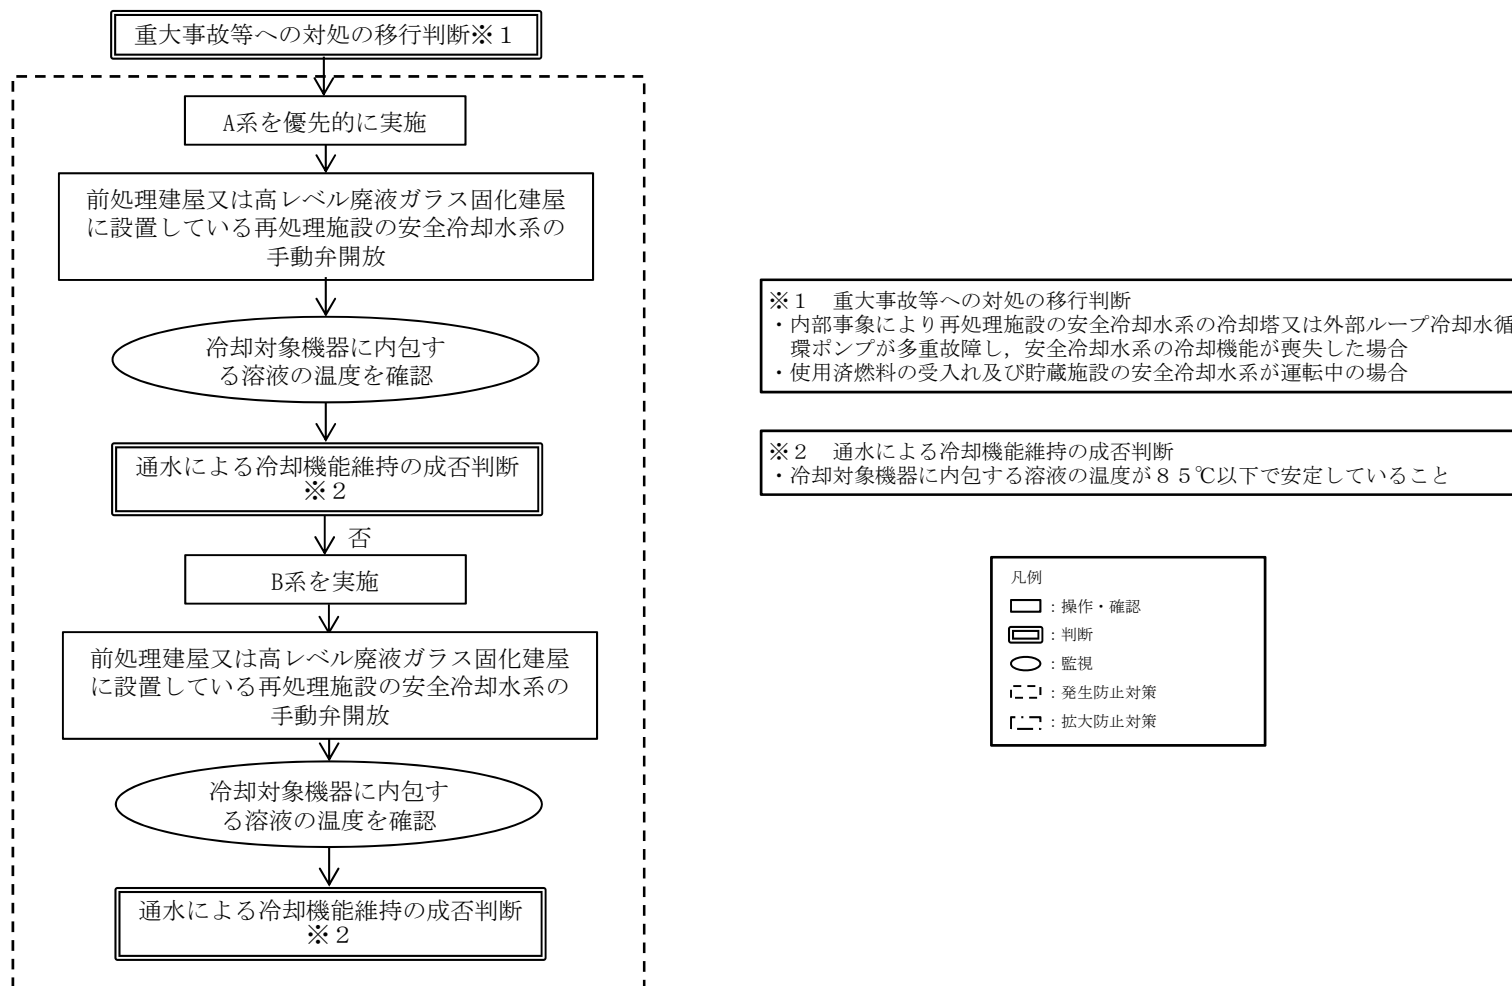 重大事故等への対処の移行判断※１
A系を優先的に実施
前処理建屋又は高レベル廃液ガラス固化建屋
に設置している再処理施設の安全冷却水系の
手動弁開放
冷却対象機器に内包す
る溶液の温度を確認
通水による冷却機能維持の成否判断
※２
否
B系を実施
前処理建屋又は高レベル廃液ガラス固化建屋
に設置している再処理施設の安全冷却水系の
手動弁開放
冷却対象機器に内包す
る溶液の温度を確認
通水による冷却機能維持の成否判断
※２
※１　重大事故等への対処の移行判断
・内部事象により再処理施設の安全冷却水系の冷却塔又は外部ループ冷却水循
環ポンプが多重故障し，安全冷却水系の冷却機能が喪失した場合
・使用済燃料の受入れ及び貯蔵施設の安全冷却水系が運転中の場合
※２　通水による冷却機能維持の成否判断
・冷却対象機器に内包する溶液の温度が８５℃以下で安定していること
凡例
：操作・確認
：判断
：監視
：発生防止対策
：拡大防止対策